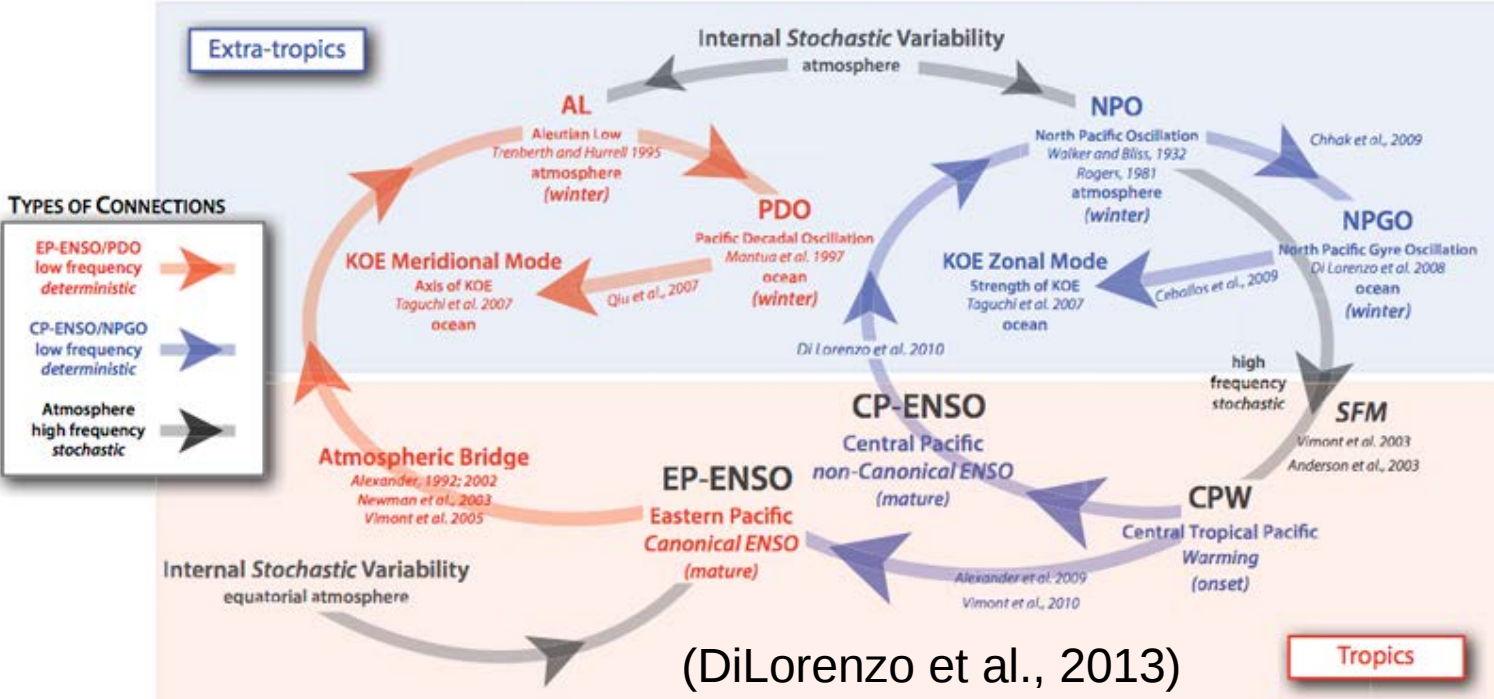 Extra-tropics
Internal Stochastic Variability
atmosphere
AL
Aleutian Low
Trenberth and Hurrell 1995
atmosphere
(winter)
NPO
North Pacific Oscillation
Walker and Bliss, 1932
Rogers, 1981
atmosphere
(winter)
Chhak et al., 2009
TYPES OF CONNECTIONS
EP-ENSO/PDO
low frequency
deterministic
CP-ENSO/NPGO
low frequency
deterministic
Atmosphere
high frequency
stochastic
PDO
Pacific Decadal Oscillation
Mantua et al. 1997
ocean
(winter)
KOE Meridional Mode
Axis of KOE
Taguchi et al. 2007
ocean
Qiu et al., 2007
NPGO
North Pacific Gyre Oscillation
Di Lorenzo et al. 2008
ocean
(winter)
KOE Zonal Mode
Strength of KOE
Taguchi et al. 2007
ocean
Ceballos et al., 2009
Di Lorenzo et al. 2010
high
frequency
stochastic
SFM
Vimont et al. 2003
Anderson et al., 2003
CP-ENSO
Central Pacific
non-Canonical ENSO
(mature)
Atmospheric Bridge
Alexander, 1992; 2002
Newman et al., 2003
Vimont et al. 2005
EP-ENSO
Eastern Pacific
Canonical ENSO
(mature)
CPW
Central Tropical Pacific
Warming
(onset)
Alexander et al. 2009
Vimont et al., 2010
Internal Stochastic Variability
equatorial atmosphere
(DiLorenzo et al., 2013)
Tropics